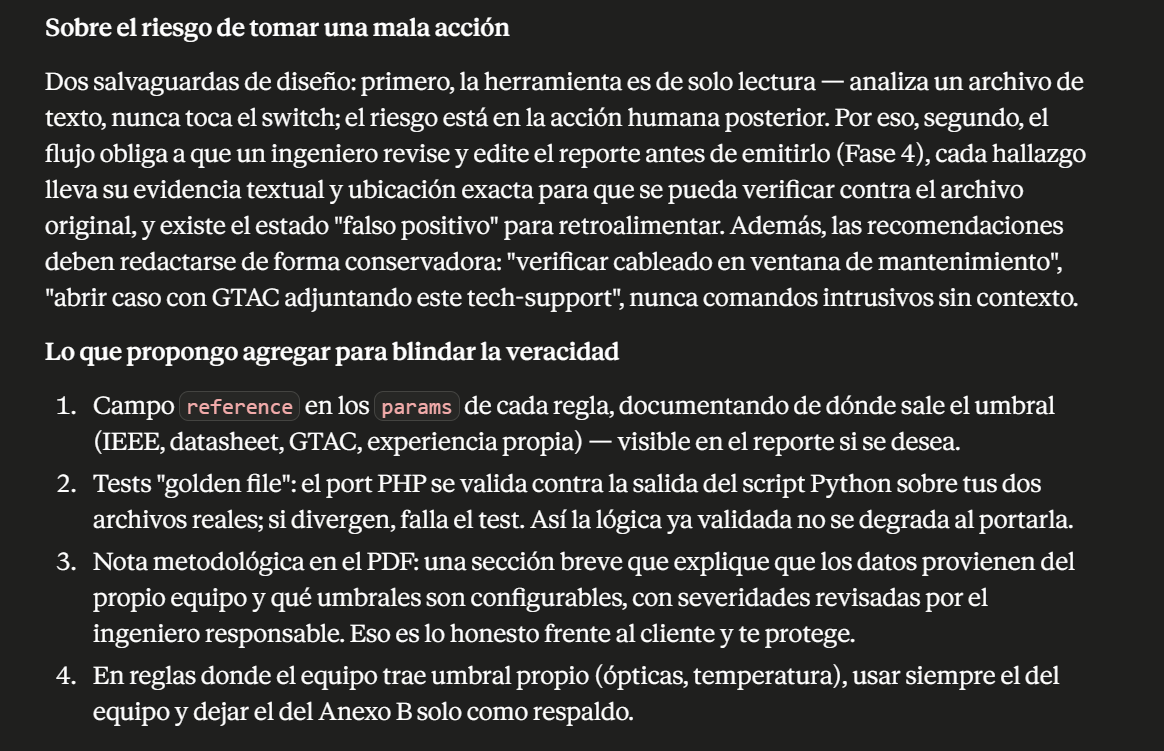 Sobre el riesgo de tomar una mala acción
Dos salvaguardas de diseño: primero, la herramienta es de solo lectura — analiza un archivo de
texto, nunca toca el switch; el riesgo está en la acción humana posterior. Por eso, segundo, el
flujo obliga a que un ingeniero revise y edite el reporte antes de emitirlo (Fase 4), cada hallazgo
lleva su evidencia textual y ubicación exacta para que se pueda verificar contra el archivo
original, y existe el estado "falso positivo" para retroalimentar. Además, las recomendaciones
deben redactarse de forma conservadora: "verificar cableado en ventana de mantenimiento",
"abrir caso con GTAC adjuntando este tech-support", nunca comandos intrusivos sin contexto.
Lo que propongo agregar para blindar la veracidad
1. Campo reference en los params de cada regla, documentando de dónde sale el umbral
(IEEE, datasheet, GTAC, experiencia propia) — visible en el reporte si se desea.
2. Tests "golden file": el port PHP se valida contra la salida del script Python sobre tus dos
archivos reales; si divergen, falla el test. Así la lógica ya validada no se degrada al portarla.
3. Nota metodológica en el PDF: una sección breve que explique que los datos provienen del
propio equipo y qué umbrales son configurables, con severidades revisadas por el
ingeniero responsable. Eso es lo honesto frente al cliente y te protege.
4. En reglas donde el equipo trae umbral propio (ópticas, temperatura), usar siempre el del
equipo y dejar el del Anexo B solo como respaldo.